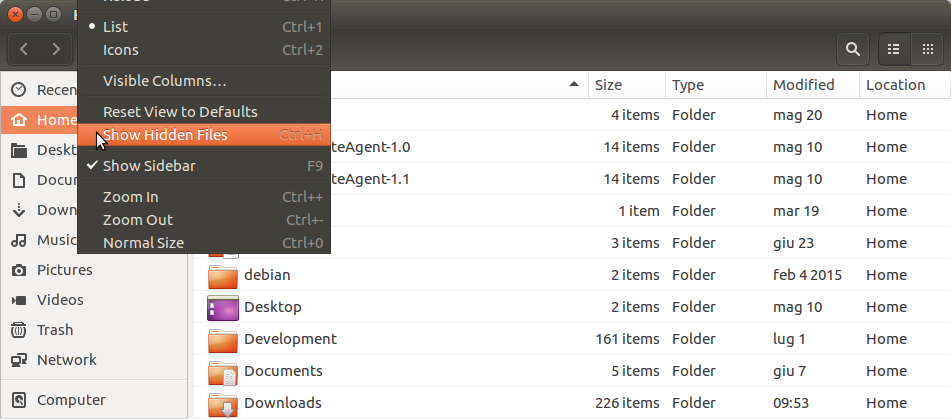 List Ctrl+1
Icons Ctrl+2
Visible Columns…
Reset View to Defaults
Show Hidden Files Ctrl+H
Show Sidebar F9
Zoom In Ctrl++
Zoom Out Ctrl+-
Normal Size Ctrl+0
Recen
Home
Deskt
Docu
Down
Music
Pictures
Videos
Trash
Network
Computer
Size Type Modified Location
4 items Folder mag 20 Home
teAgent-1.0 14 items Folder mag 10 Home
teAgent-1.1 14 items Folder mag 10 Home
1 item Folder mar 19 Home
3 items Folder giu 23 Home
debian 2 items Folder feb 4 2015 Home
Desktop 2 items Folder mag 10 Home
Development 161 items Folder lug 1 Home
Documents 5 items Folder giu 7 Home
Downloads 226 items Folder 09:53 Home